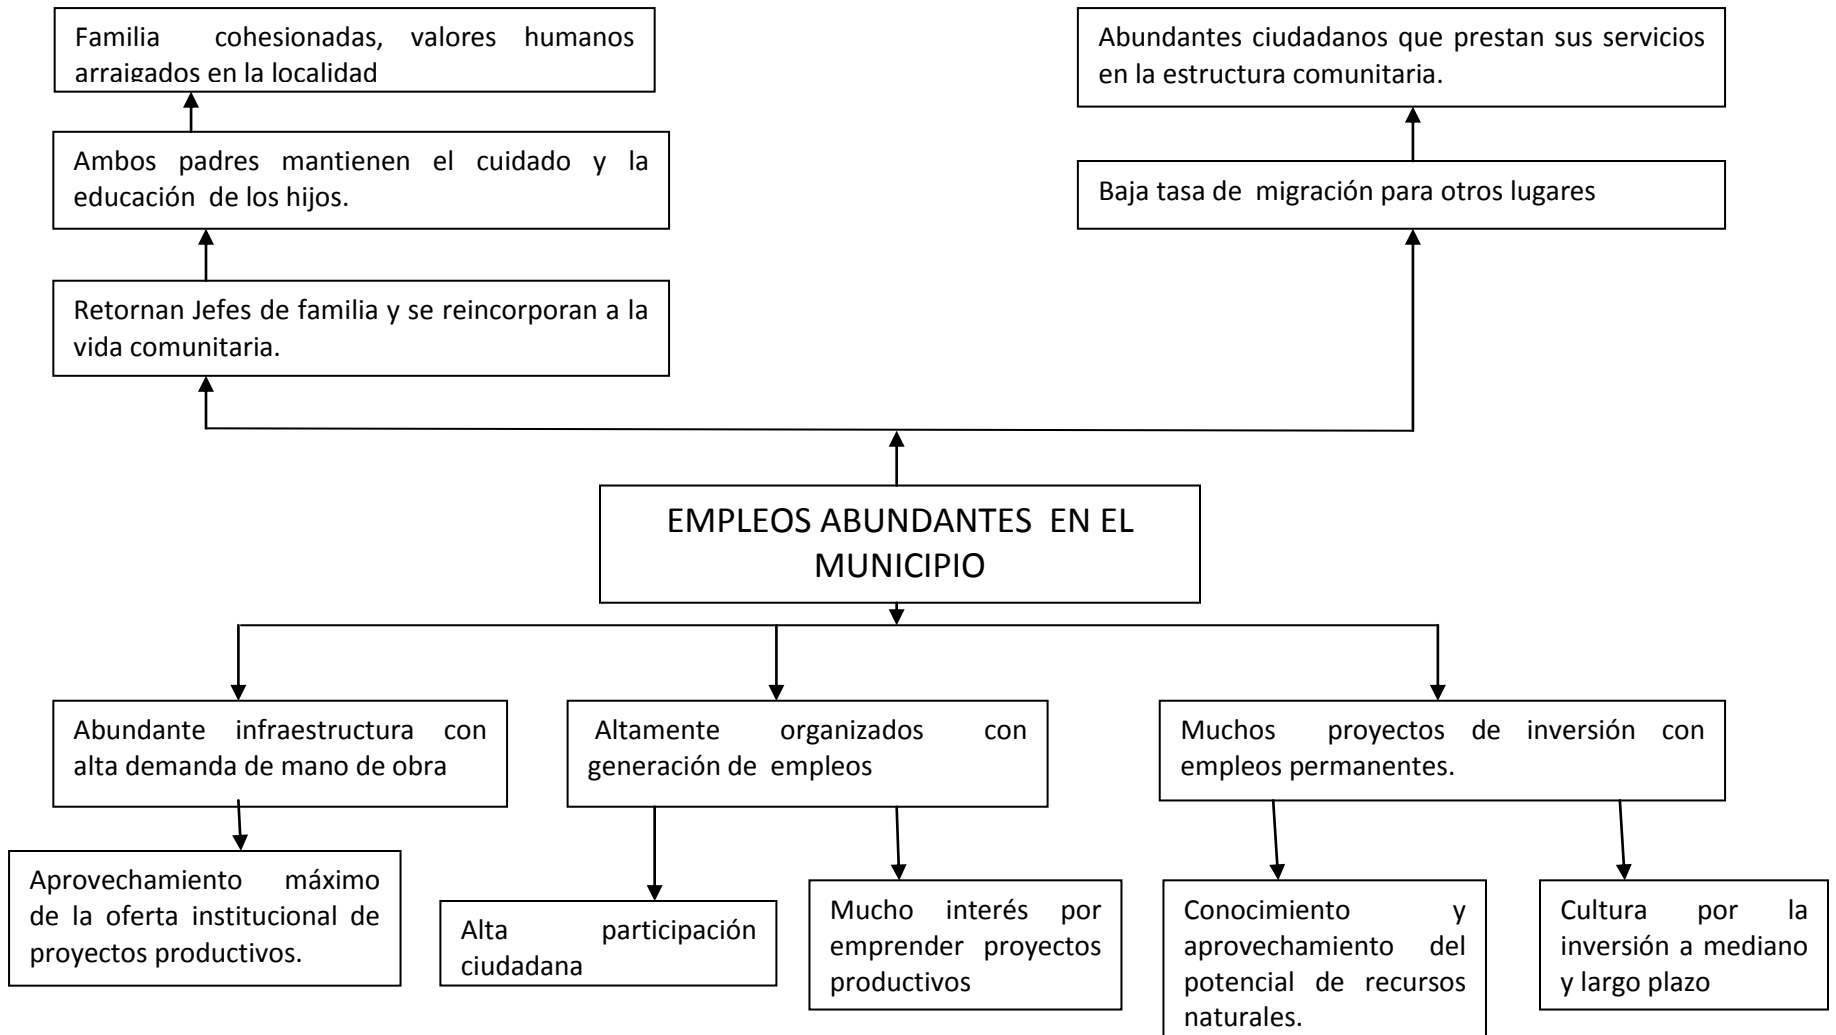 Familia cohesionadas, valores humanos
arraigados en la localidad
Abundantes ciudadanos que prestan sus servicios
en la estructura comunitaria.
Ambos padres mantienen el cuidado y la
educación de los hijos.
Baja tasa de migración para otros lugares
Retornan Jefes de familia y se reincorporan a la
vida comunitaria.
EMPLEOS ABUNDANTES EN EL
MUNICIPIO
Abundante infraestructura con
alta demanda de mano de obra
Altamente organizados con
generación de empleos
Muchos proyectos de inversión con
empleos permanentes.
Aprovechamiento máximo
de la oferta institucional de
proyectos productivos.
Alta participación
ciudadana
Mucho interés por
emprender proyectos
productivos
Conocimiento y
aprovechamiento del
potencial de recursos
naturales.
Cultura por la
inversión a mediano
y largo plazo